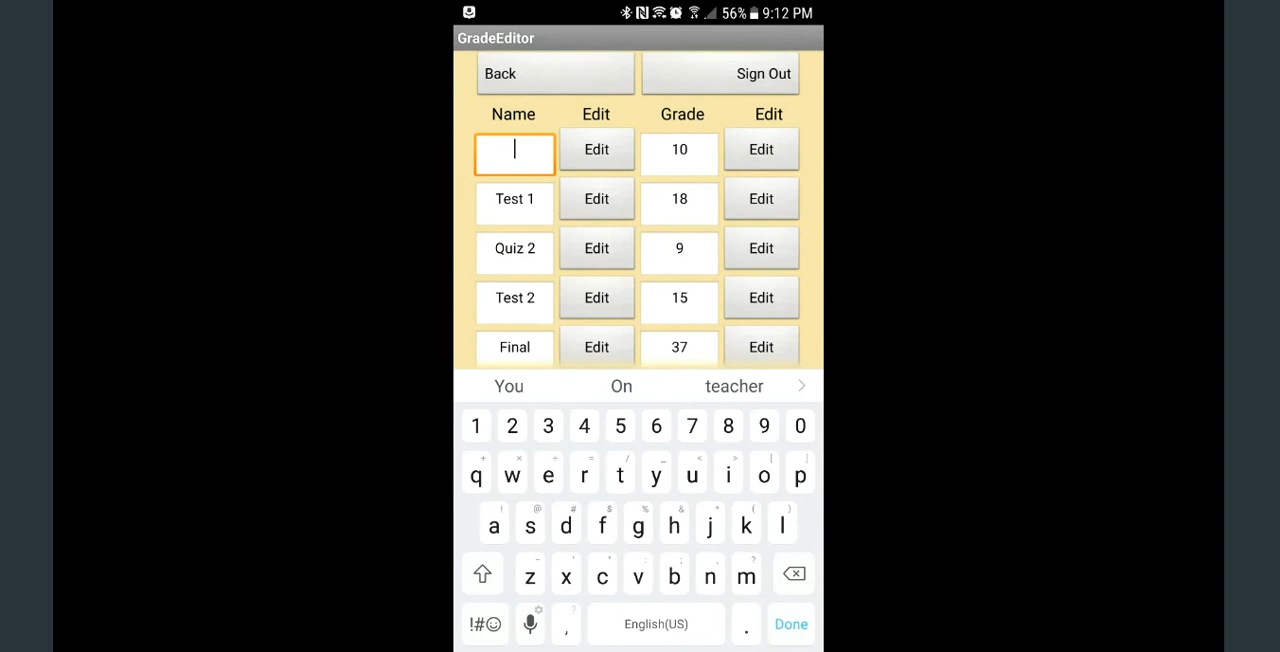 56% 9:12 PM
GradeEditor
Back Sign Out
Name Edit Grade Edit
Edit 10 Edit
Test 1 Edit 18 Edit
Quiz 2 Edit 9 Edit
Test 2 Edit 15 Edit
Final Edit 37 Edit
You On teacher
1 2 3 4 5 6 7 8 9 0
+ × ÷ = / _ < > [ ]
q w e r t y u i o p
! @ # $ % & * ( )
a s d f g h j k l
- ' " : ; , ?
z x c v b n m
!#☺ , English(US) . Done